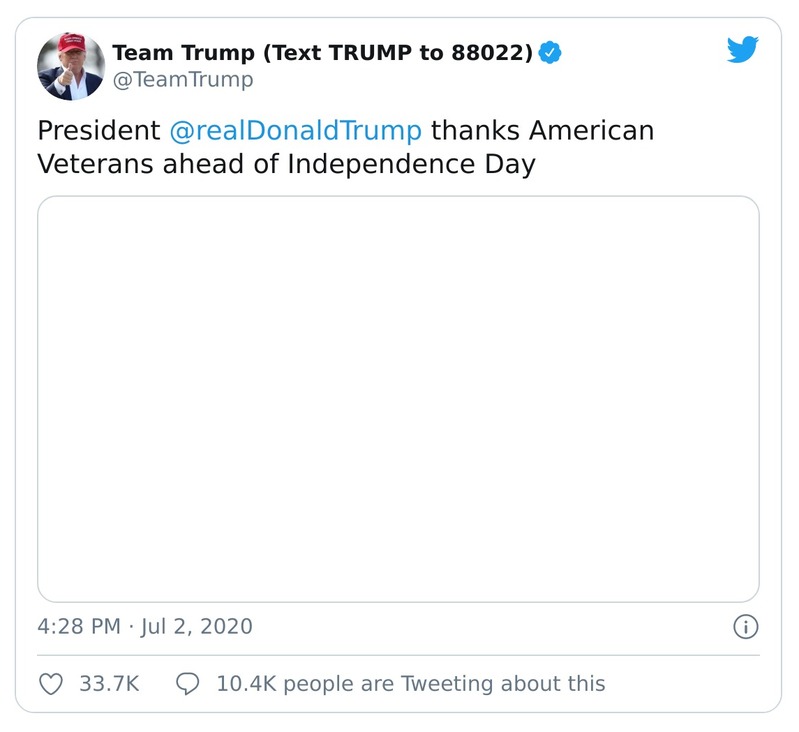 Team Trump (Text TRUMP to 88022)
@TeamTrump
President @realDonaldTrump thanks American
Veterans ahead of Independence Day
4:28 PM · Jul 2, 2020
33.7K 10.4K people are Tweeting about this